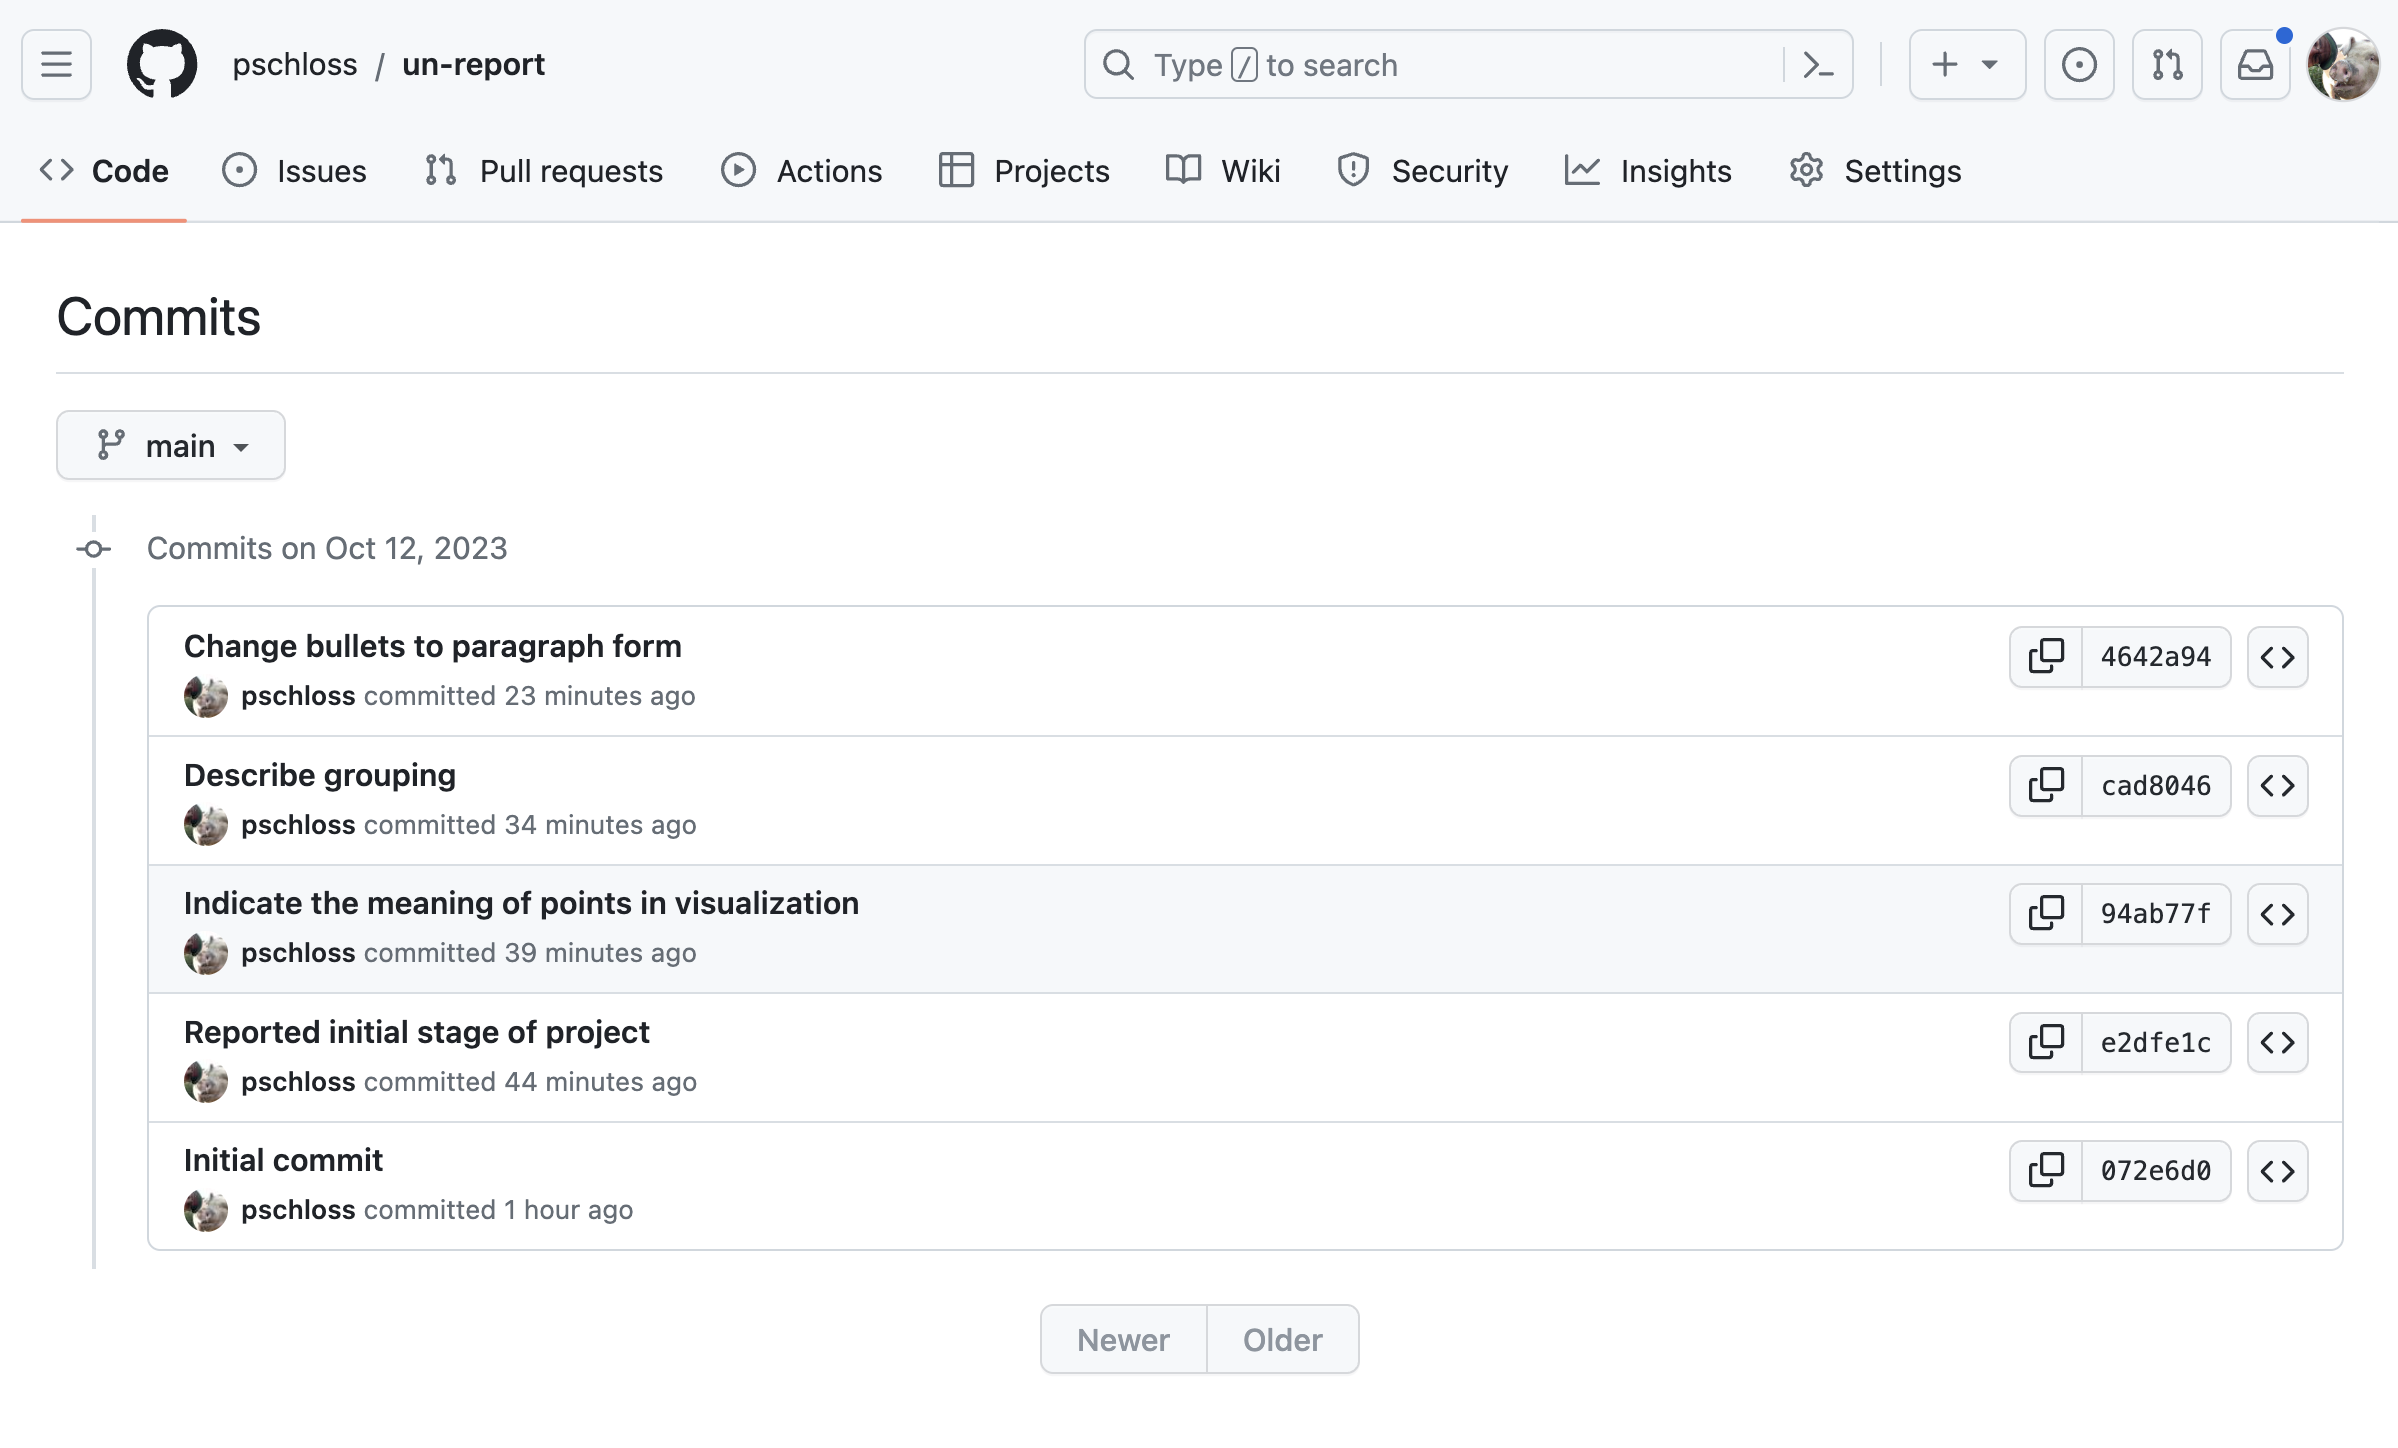 pschloss / un-report
Type / to search
Code Issues Pull requests Actions Projects Wiki Security Insights Settings
Commits
main
Commits on Oct 12, 2023
Change bullets to paragraph form
pschloss committed 23 minutes ago
4642a94
Describe grouping
pschloss committed 34 minutes ago
cad8046
Indicate the meaning of points in visualization
pschloss committed 39 minutes ago
94ab77f
Reported initial stage of project
pschloss committed 44 minutes ago
e2dfe1c
Initial commit
pschloss committed 1 hour ago
072e6d0
Newer Older